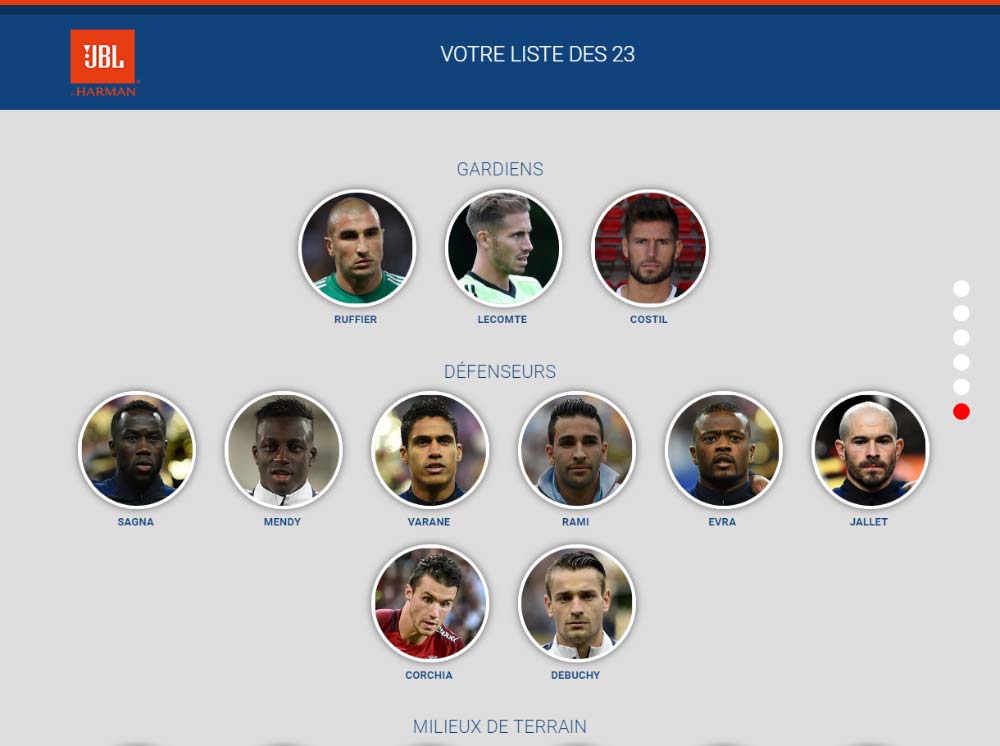 VOTRE LISTE DES 23
JBL
HARMAN
GARDIENS
RUFFIER LECOMTE COSTIL
DÉFENSEURS
SAGNA MENDY VARANE RAMI EVRA JALLET
CORCHIA DEBUCHY
MILIEUX DE TERRAIN